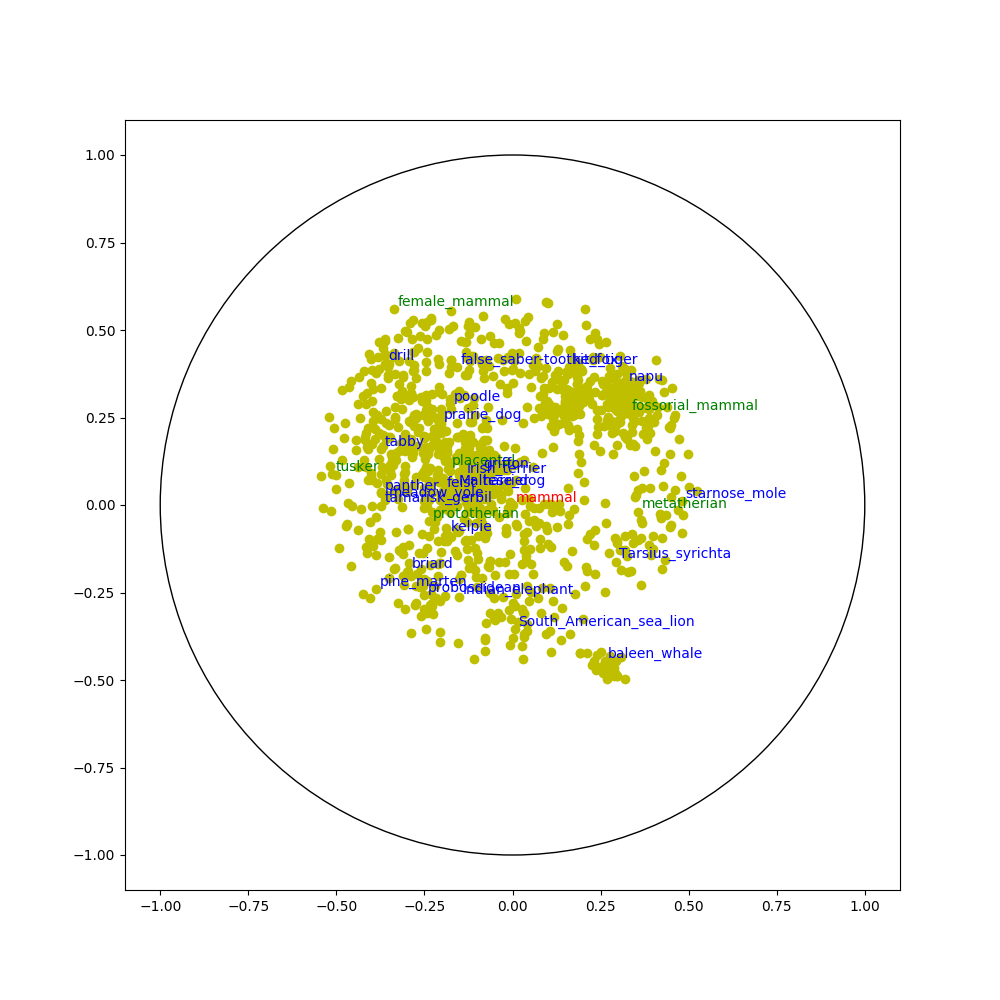 1.00
0.75
0.50
0.25
0.00
−0.25
−0.50
−0.75
−1.00
female_mammal
drill
false_saber-toothed_tiger
kit_fox
napu
poodle
fossorial_mammal
prairie_dog
tabby
placental
griffon
tusker
Irish_terrier
panther
starnose_mole
tamarisk_gerbil
mammal
metatherian
prototherian
kelpie
Tarsius_syrichta
briard
pine_marten
proboscidean
Indian_elephant
South_American_sea_lion
baleen_whale
−1.00 −0.75 −0.50 −0.25 0.00 0.25 0.50 0.75 1.00